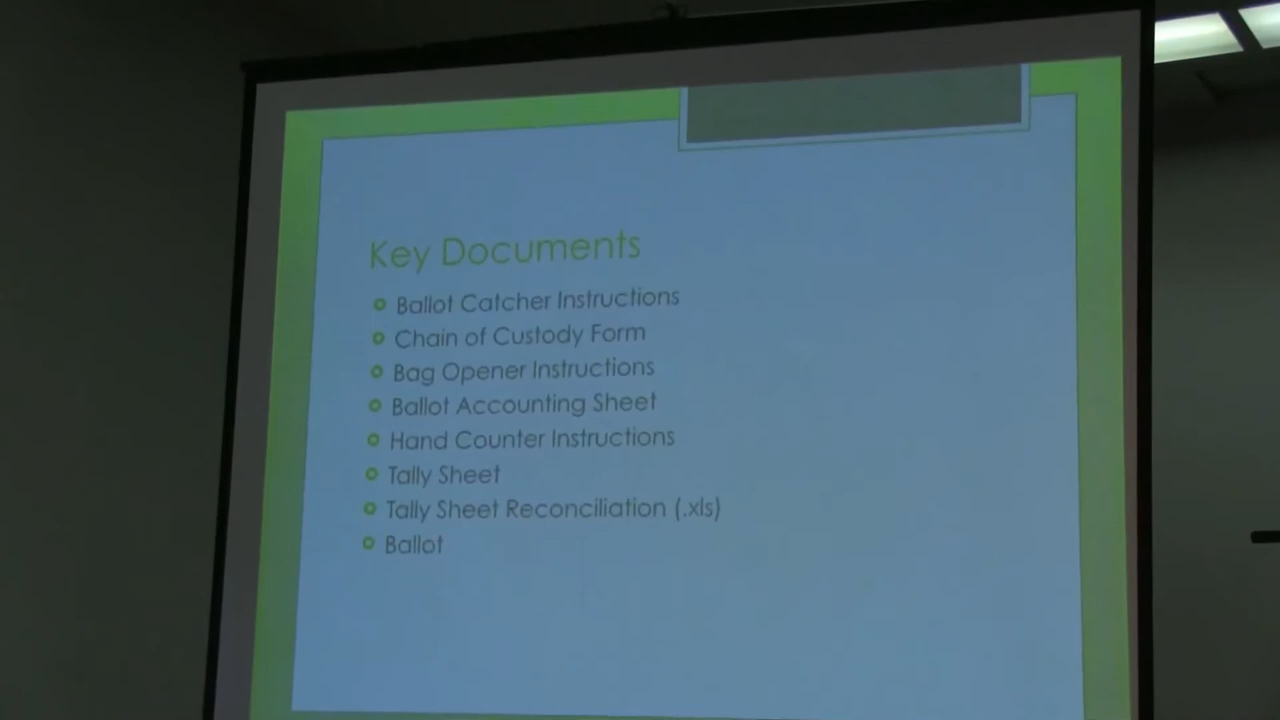 Key Documents
Ballot Catcher Instructions
Chain of Custody Form
Bag Opener Instructions
Ballot Accounting Sheet
Hand Counter Instructions
Tally Sheet
Tally Sheet Reconciliation (.xls)
Ballot